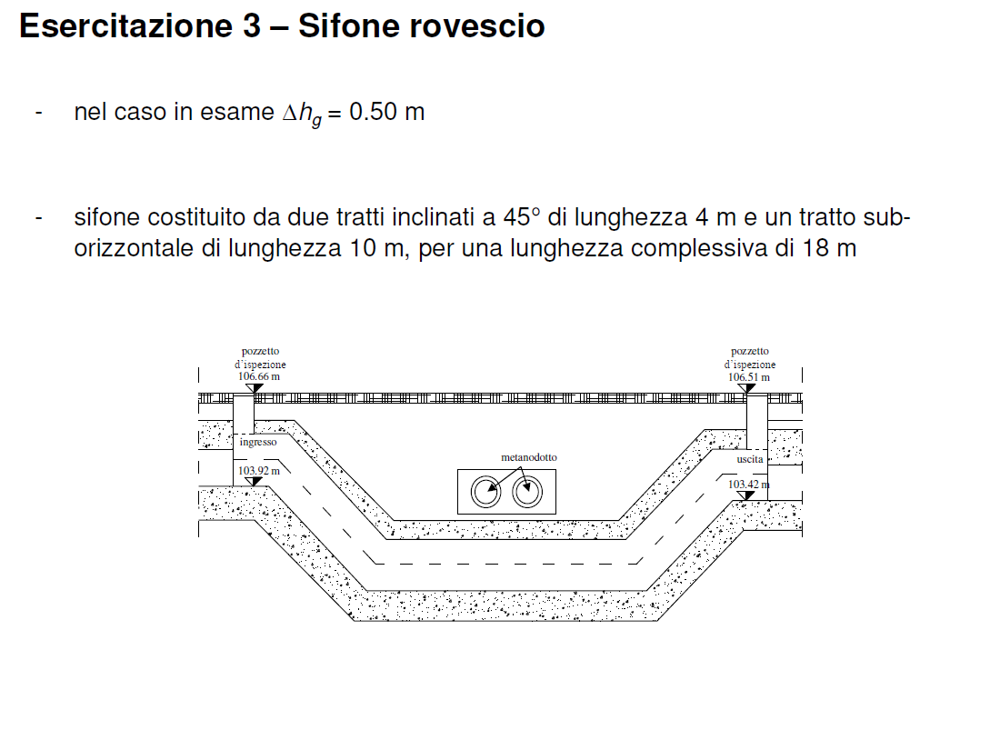 Esercitazione 3 – Sifone rovescio
- nel caso in esame Δhg = 0.50 m
- sifone costituito da due tratti inclinati a 45° di lunghezza 4 m e un tratto sub-
orizzontale di lunghezza 10 m, per una lunghezza complessiva di 18 m
pozzetto
d'ispezione
106.66 m
pozzetto
d'ispezione
106.51 m
ingresso
103.92 m
metanodotto
uscita
103.42 m